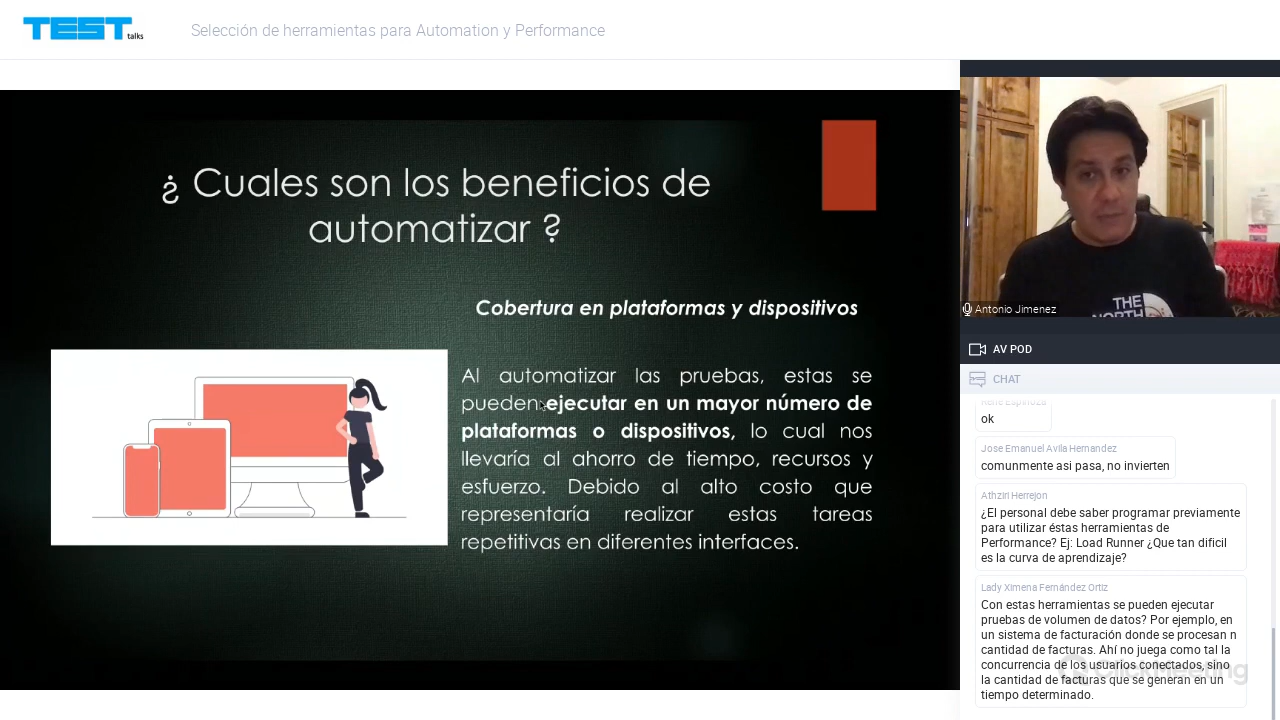 TEST
talks
Selección de herramientas para Automation y Performance
¿ Cuales son los beneficios de
automatizar ?
Cobertura en plataformas y dispositivos
Al automatizar las pruebas, estas se
pueden ejecutar en un mayor número de
plataformas o dispositivos, lo cual nos
llevaría al ahorro de tiempo, recursos y
esfuerzo. Debido al alto costo que
representaría realizar estas tareas
repetitivas en diferentes interfaces.
THE
NORTH
Antonio Jimenez
AV POD
CHAT
Rene Espinoza
ok
Jose Emanuel Avila Hernandez
comunmente asi pasa, no invierten
Athziri Herrejon
¿El personal debe saber programar previamente
para utilizar éstas herramientas de
Performance? Ej: Load Runner ¿Que tan dificil
es la curva de aprendizaje?
Lady Ximena Fernández Ortiz
Con estas herramientas se pueden ejecutar
pruebas de volumen de datos? Por ejemplo, en
un sistema de facturación donde se procesan n
cantidad de facturas. Ahí no juega como tal la
concurrencia de los usuarios conectados, sino
la cantidad de facturas que se generan en un
tiempo determinado.
ClickMeeting